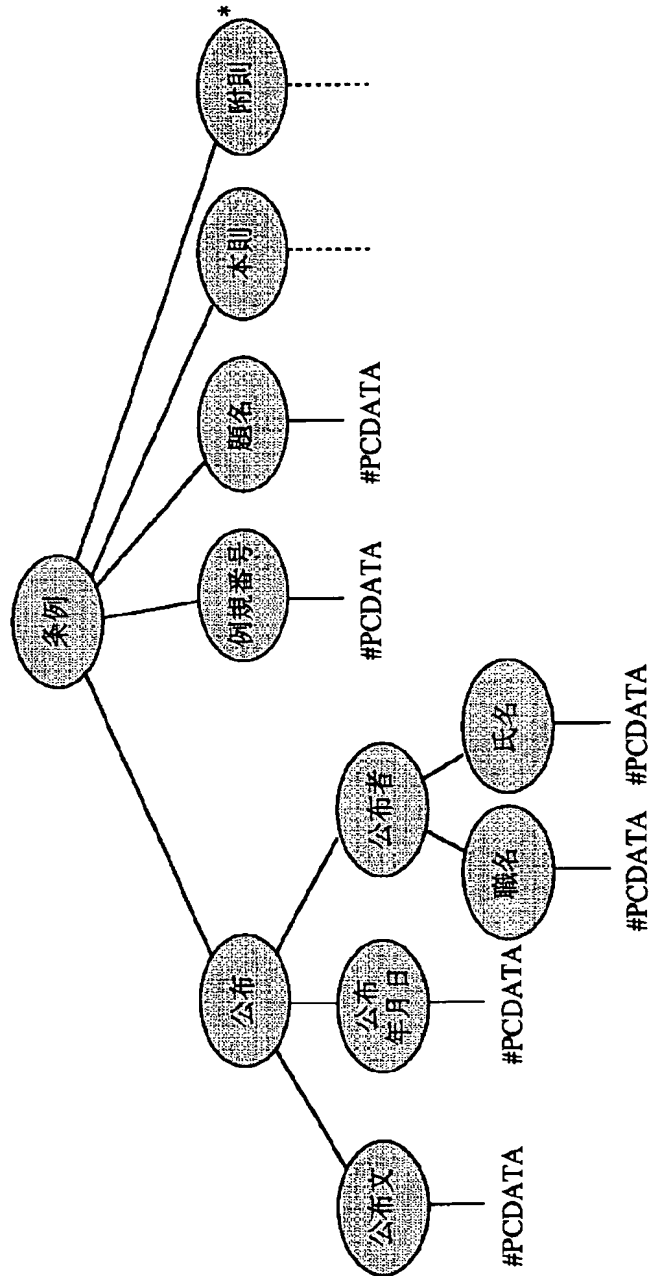 条例
公布
例規番号
題名
本則
附則
*
公布文
公布
年月日
公布者
#PCDATA
#PCDATA
職名
氏名
#PCDATA
#PCDATA
#PCDATA
#PCDATA